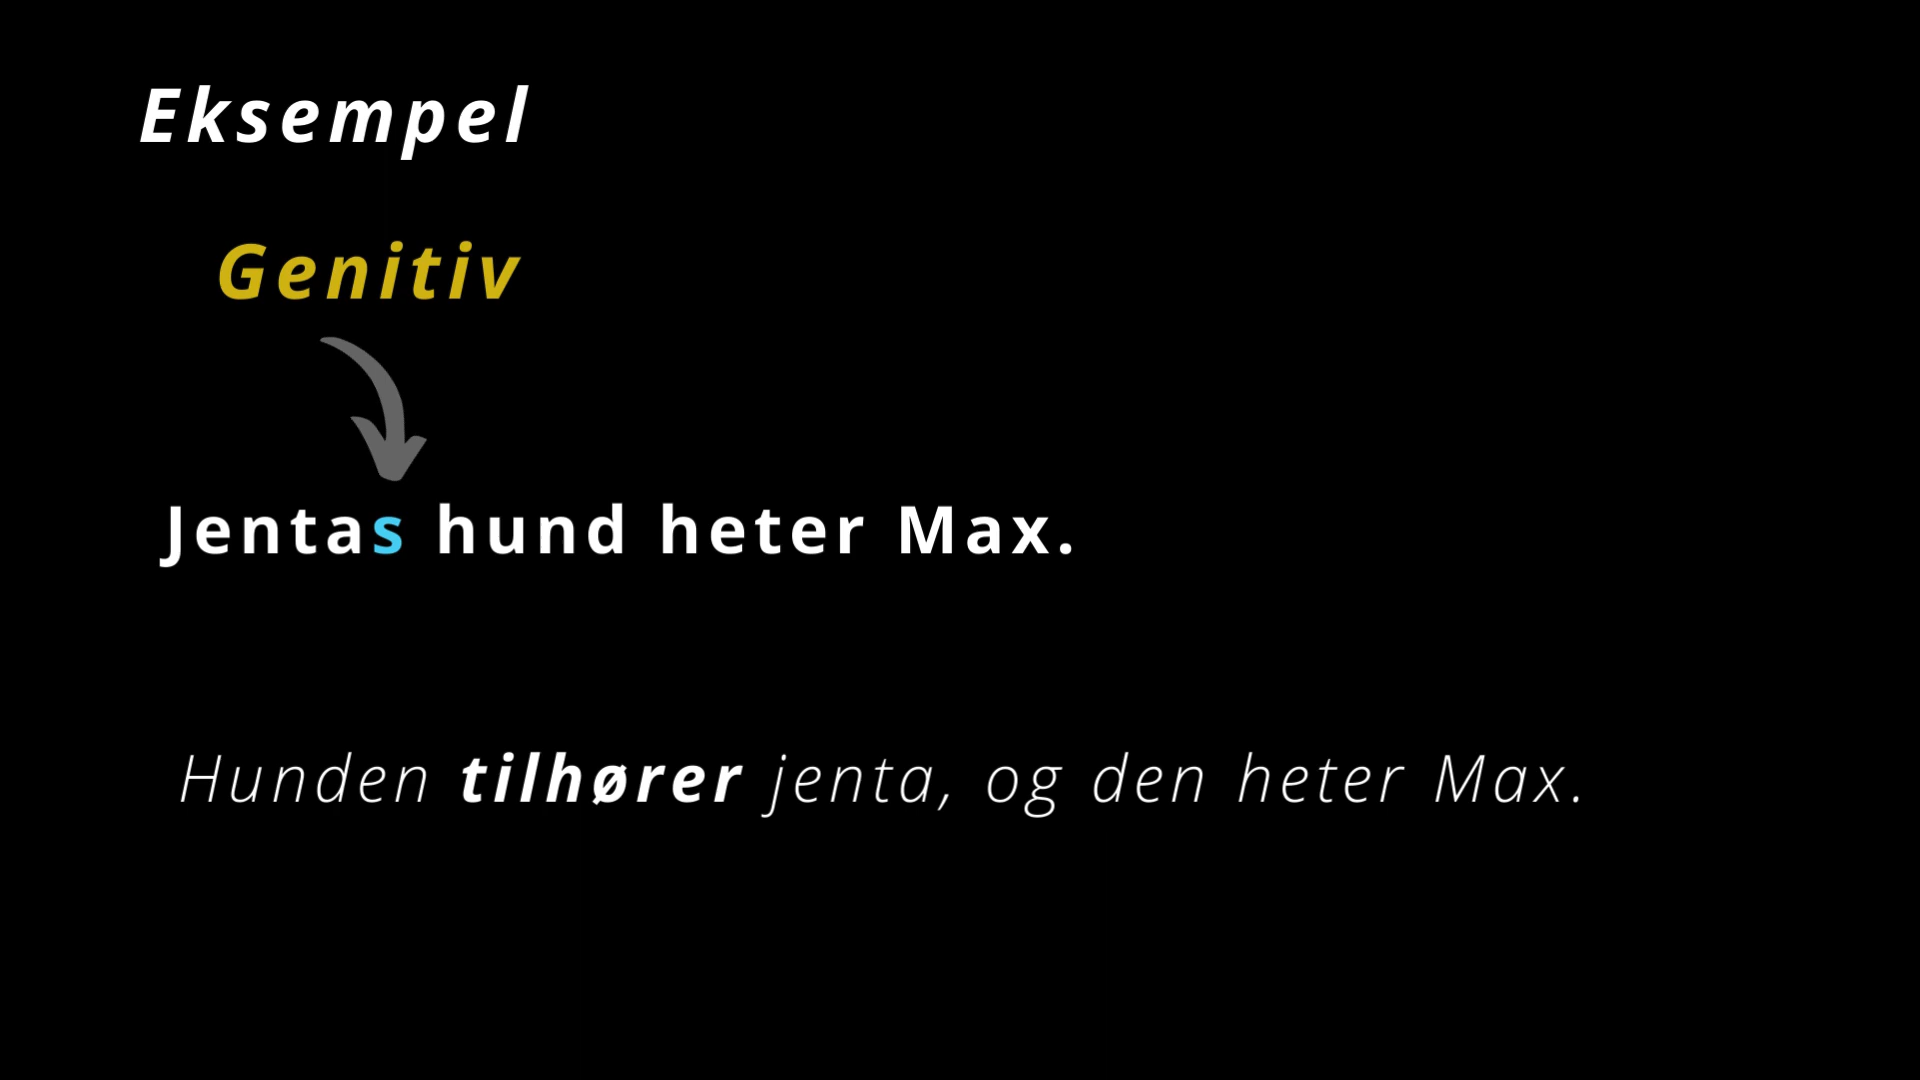 Eksempel
Genitiv
Jentas hund heter Max.
Hunden tilhører jenta, og den heter Max.